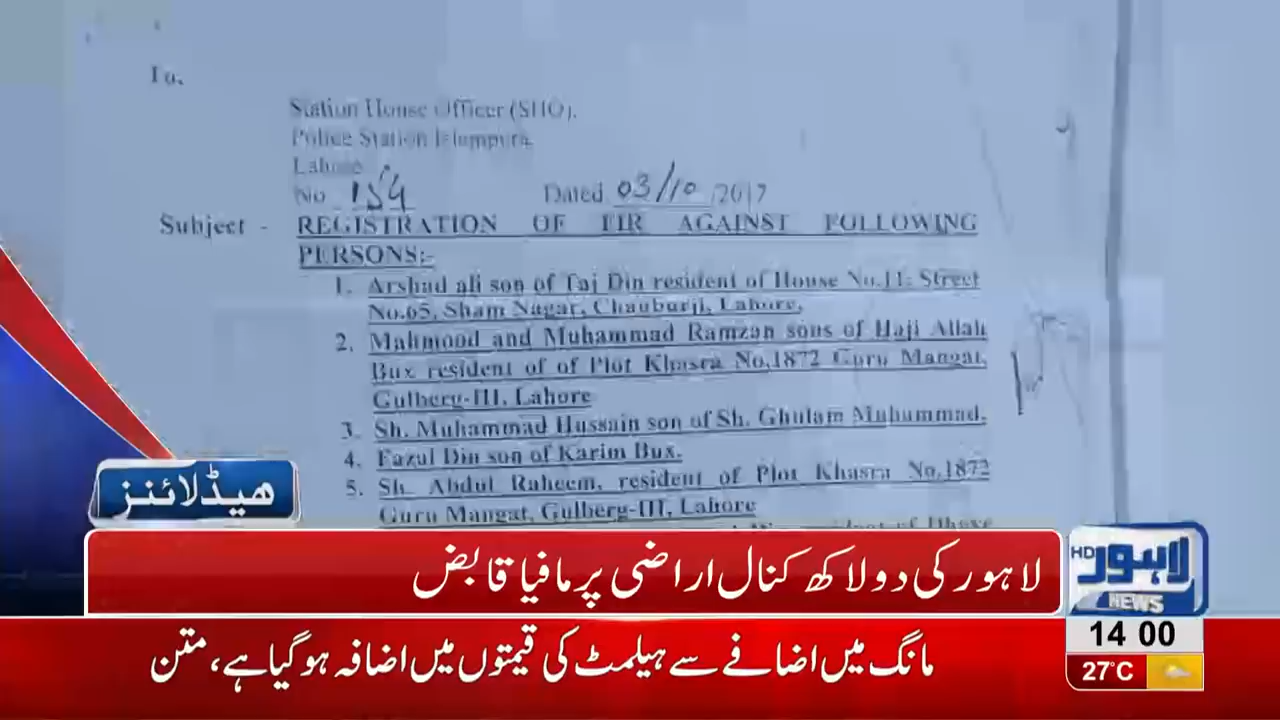 To.
Station House Officer (SHO).
Police Station Islampura
Lahore
No 154 Dated 03/10/2017
Subject - REGISTRATION OF FIR AGAINST FOLLOWING
PERSONS:-
1. Arshad ali son of Taj Din resident of House No.11: Street
No.65, Sham Nagar, Chauburji, Lahore,
2. Mahmood and Muhammad Ramzan sons of Haji Allah
Bux resident of of Plot Khasra No,1872 Guru Mangat,
Gulberg-III, Lahore
3. Sh. Muhammad Hussain son of Sh. Ghulam Muhammad.
4. Fazul Din son of Karim Bux.
5. Sh. Abdul Raheem, resident of Plot Khasra No,1872
Guru Mangat, Gulberg-III, Lahore
ہیڈلائنز
لاہور کی دو لاکھ کنال اراضی پر مافیا قابض
HD لاہور
NEWS
14 00
27°C
مانگ میں اضافے سے ہیلمٹ کی قیمتوں میں اضافہ ہو گیا ہے، متن